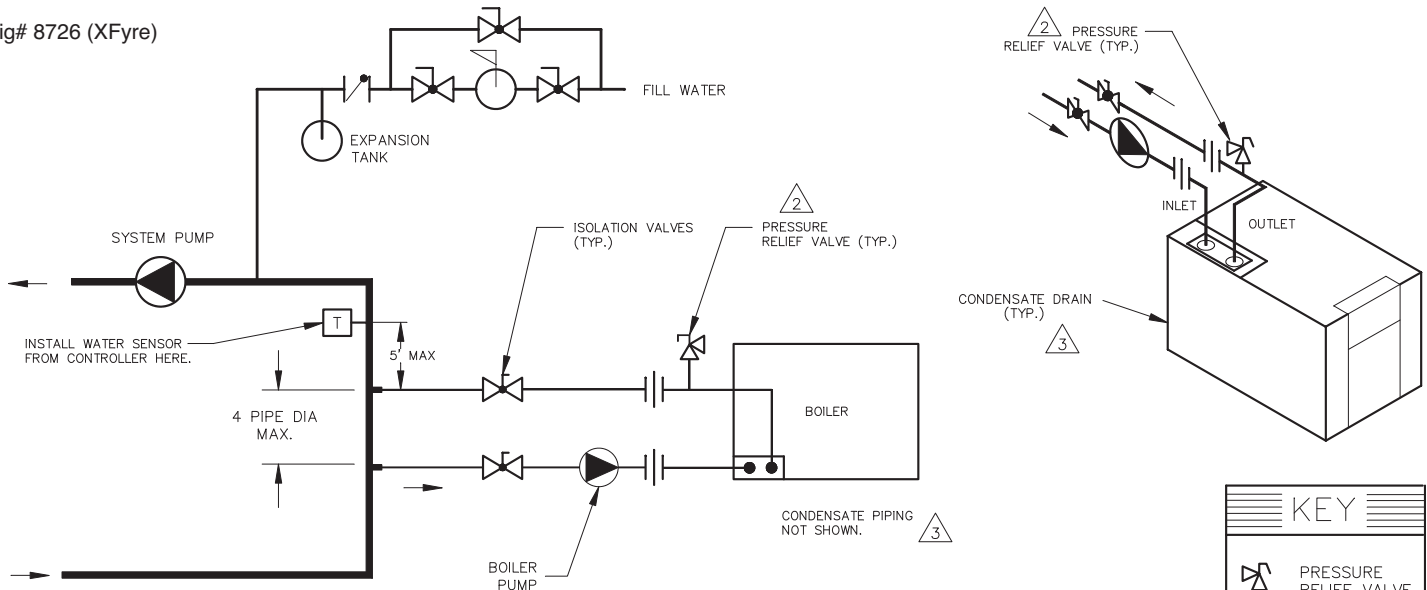 ig# 8726 (XFyre)
FILL WATER
EXPANSION
TANK
SYSTEM PUMP
ISOLATION VALVES
(TYP.)
2
PRESSURE
RELIEF VALVE (TYP.)
T
INSTALL WATER SENSOR
FROM CONTROLLER HERE.
5' MAX
4 PIPE DIA
MAX.
BOILER
CONDENSATE PIPING
NOT SHOWN.
3
BOILER
PUMP
2
PRESSURE
RELIEF VALVE (TYP.)
INLET
OUTLET
CONDENSATE DRAIN
(TYP.)
3
KEY
PRESSURE
RELIEF VALVE